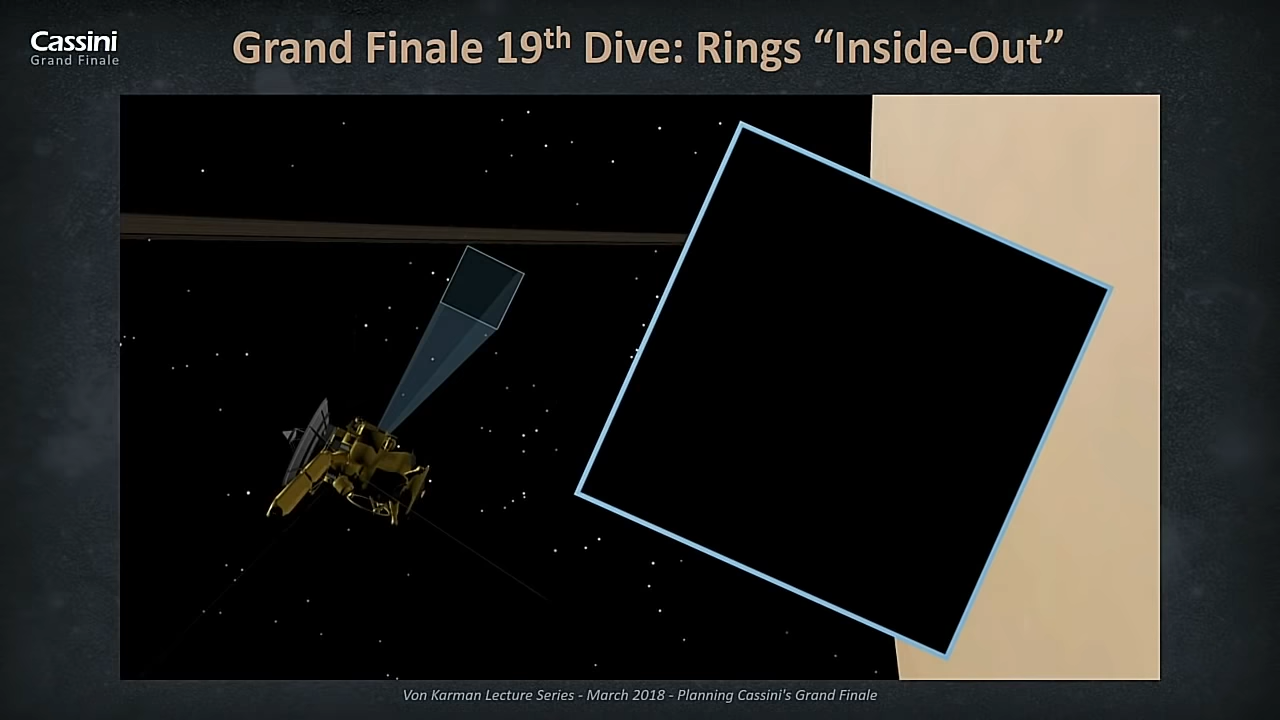 Cassini
Grand Finale
Grand Finale 19th Dive: Rings “Inside-Out”
Von Karman Lecture Series - March 2018 - Planning Cassini's Grand Finale